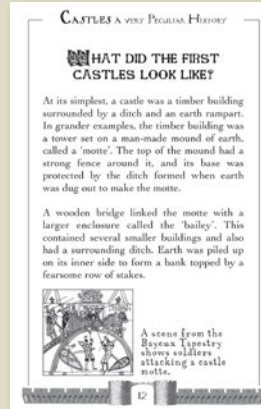 CASTLES A VERY PECULIAR HISTORY
WHAT DID THE FIRST
CASTLES LOOK LIKE?
At its simplest, a castle was a timber building
surrounded by a ditch and an earth rampart.
In grander examples, the timber building was
a tower set on a man-made mound of earth,
called a 'motte'. The top of the mound had a
strong fence around it, and its base was
protected by the ditch formed when earth
was dug out to make the motte.
A wooden bridge linked the motte with a
larger enclosure called the 'bailey'. This
contained several smaller buildings and also
had a surrounding ditch. Earth was piled up
on its inner side to form a bank topped by a
fearsome row of stakes.
A scene from the
Bayeux Tapestry
shows soldiers
attacking a castle
motte.
12